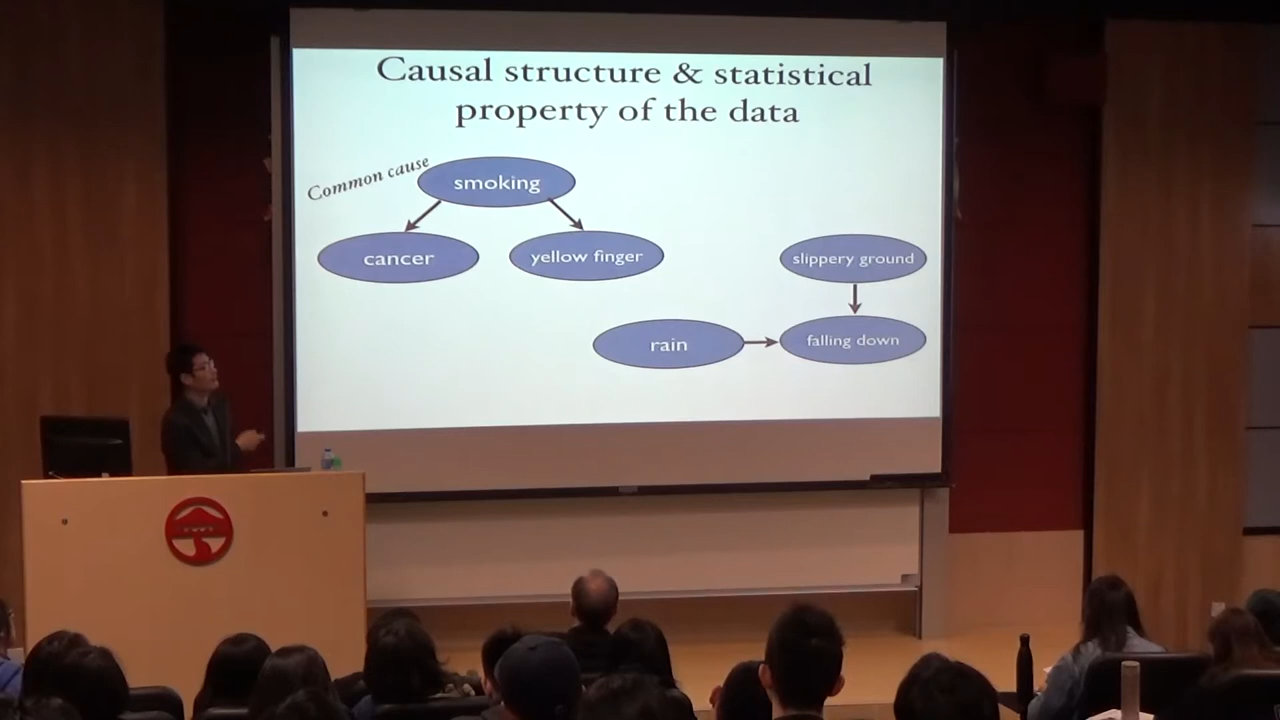 Causal structure & statistical
property of the data
Common cause
smoking
cancer
yellow finger
slippery ground
rain
falling down